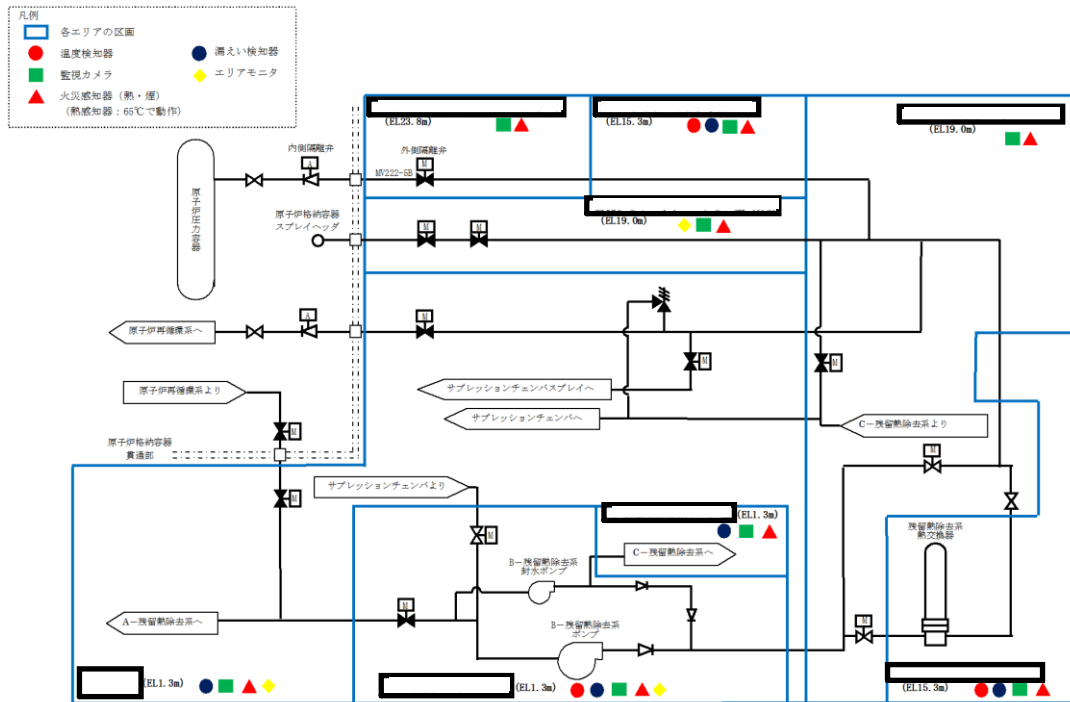 凡例
各エリアの区画
温度検知器
漏えい検知器
監視カメラ
エリアモニタ
火災感知器（熱・煙）
（熱感知器：65℃で動作）
(EL23.8m)
(EL15.3m)
(EL19.0m)
内側隔離弁
A
外側隔離弁
M
MV222-5B
原子炉圧力容器
(EL19.0m)
原子炉格納容器
スプレイヘッダ
M
M
A
M
原子炉再循環系へ
M
M
原子炉再循環系より
サプレッションチェンバスプレイへ
サプレッションチェンバへ
C－残留熱除去系より
M
原子炉格納容器
貫通部
M
M
サプレッションチェンバより
M
(EL1.3m)
残留熱除去系
熱交換器
B－残留熱除去系
封水ポンプ
C－残留熱除去系へ
A－残留熱除去系へ
M
B－残留熱除去系
ポンプ
M
(EL1.3m)
(EL1.3m)
(EL15.3m)